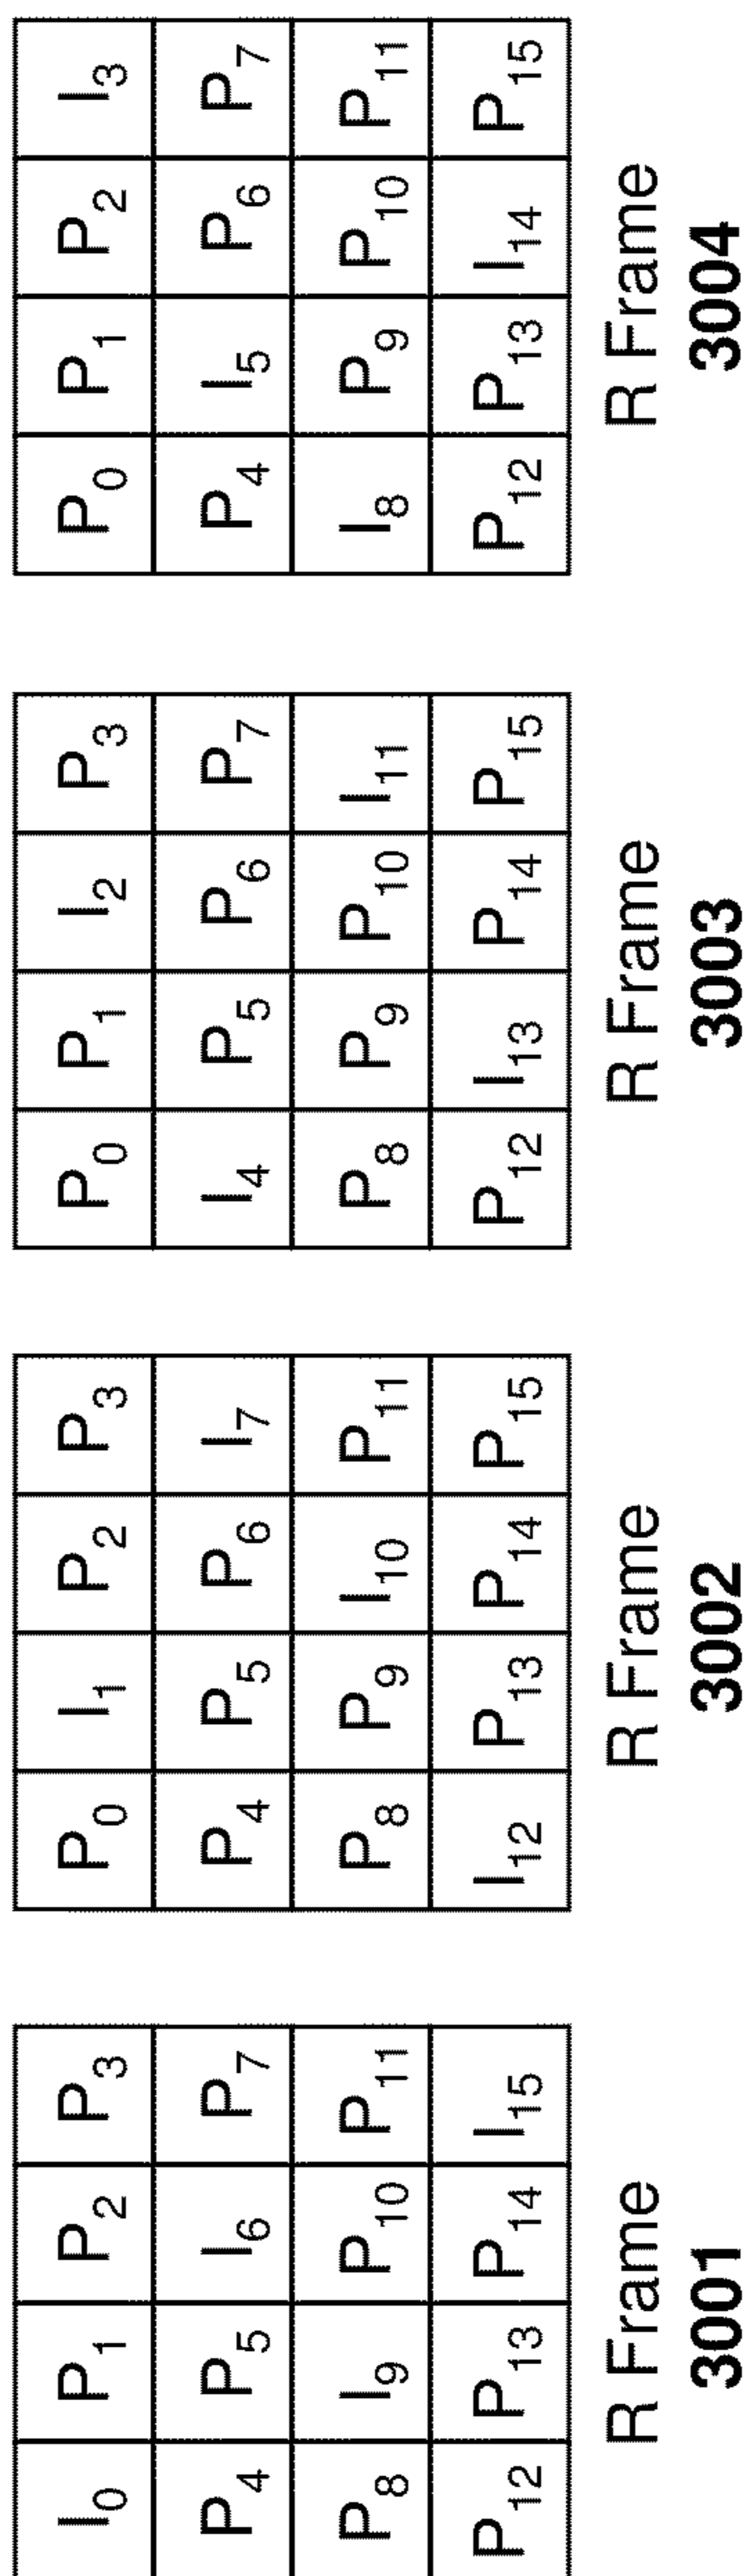 I0 P1 P2 P3
P4 P5 I6 P7
P8 I9 P10 P11
P12 P13 P14 I15
R Frame
3001
P0 I1 P2 P3
P4 P5 P6 I7
P8 P9 I10 P11
I12 P13 P14 P15
R Frame
3002
P0 P1 I2 P3
I4 P5 P6 P7
P8 P9 P10 I11
P12 I13 P14 P15
R Frame
3003
P0 P1 P2 I3
P4 I5 P6 P7
I8 P9 P10 P11
P12 P13 I14 P15
R Frame
3004